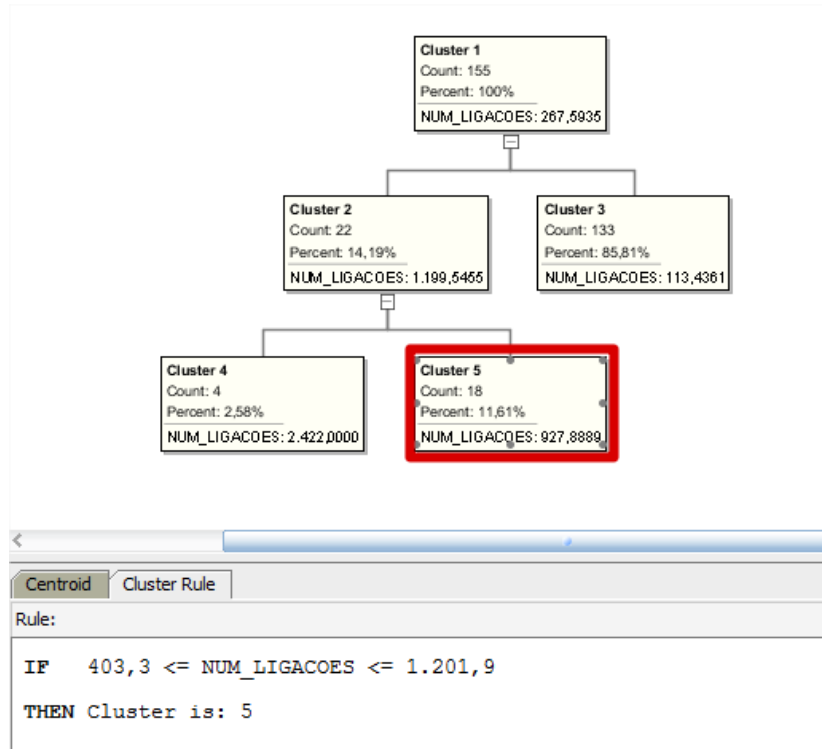 Cluster 1
Count: 155
Percent: 100%
NUM_LIGACOES: 267,5935
Cluster 2
Count: 22
Percent: 14,19%
NUM_LIGACOES: 1.199,5455
Cluster 3
Count: 133
Percent: 85,81%
NUM_LIGACOES: 113,4361
Cluster 4
Count: 4
Percent: 2,58%
NUM_LIGACOES: 2.422,0000
Cluster 5
Count: 18
Percent: 11,61%
NUM_LIGACOES: 927,8889
Centroid
Cluster Rule
Rule:
IF 403,3 <= NUM_LIGACOES <= 1.201,9
THEN Cluster is: 5